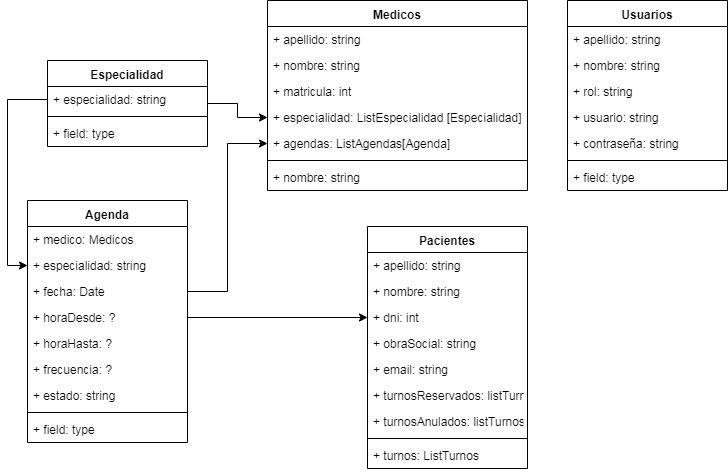 Especialidad
+ especialidad: string
+ field: type
Medicos
+ apellido: string
+ nombre: string
+ matricula: int
+ especialidad: ListEspecialidad [Especialidad]
+ agendas: ListAgendas[Agenda]
+ nombre: string
Usuarios
+ apellido: string
+ nombre: string
+ rol: string
+ usuario: string
+ contraseña: string
+ field: type
Agenda
+ medico: Medicos
+ especialidad: string
+ fecha: Date
+ horaDesde: ?
+ horaHasta: ?
+ frecuencia: ?
+ estado: string
+ field: type
Pacientes
+ apellido: string
+ nombre: string
+ dni: int
+ obraSocial: string
+ email: string
+ turnosReservados: listTurr
+ turnosAnulados: listTurnos
+ turnos: ListTurnos